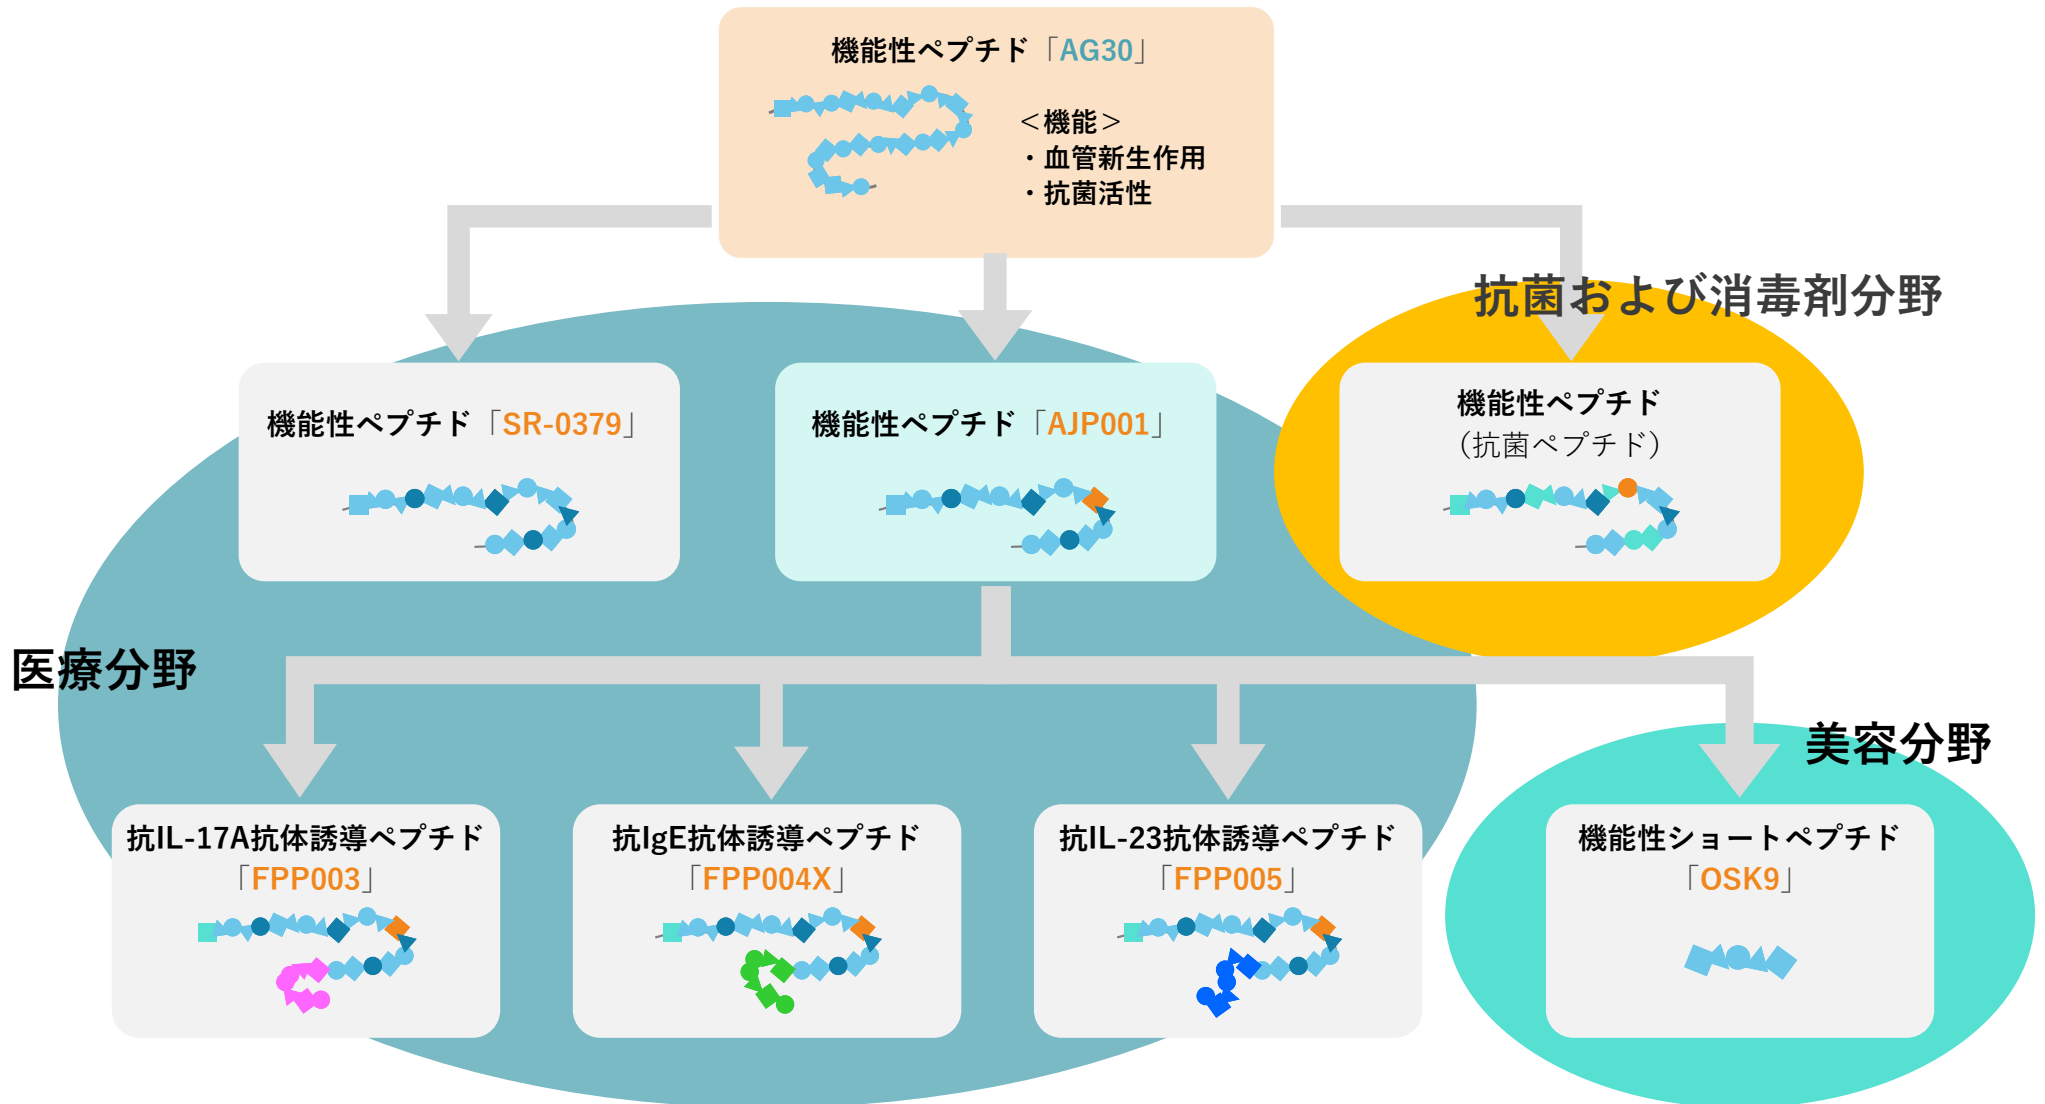 機能性ペプチド「AG30」
＜機能＞
・血管新生作用
・抗菌活性
抗菌および消毒剤分野
機能性ペプチド「SR-0379」
機能性ペプチド「AJP001」
機能性ペプチド
（抗菌ペプチド）
医療分野
美容分野
抗IL-17A抗体誘導ペプチド
「FPP003」
抗IgE抗体誘導ペプチド
「FPP004X」
抗IL-23抗体誘導ペプチド
「FPP005」
機能性ショートペプチド
「OSK9」